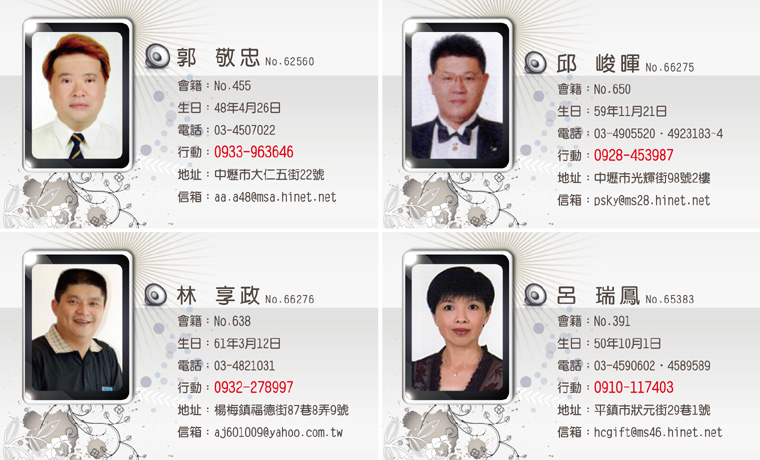 郭 敬忠 No.62560
會籍：No.455
生日：48年4月26日
電話：03-4507022
行動：0933-963646
地址：中壢市大仁五街22號
信箱：aa.a48@msa.hinet.net
邱 峻暉 No.66275
會籍：No.650
生日：59年11月21日
電話：03-4905520．4923183-4
行動：0928-453987
地址：中壢市光輝街98號2樓
信箱：psky@ms28.hinet.net
林 享政 No.66276
會籍：No.638
生日：61年3月12日
電話：03-4821031
行動：0932-278997
地址：楊梅鎮福德街87巷8弄9號
信箱：aj601009@yahoo.com.tw
呂 瑞鳳 No.65383
會籍：No.391
生日：50年10月1日
電話：03-4590602．4589589
行動：0910-117403
地址：平鎮市狀元街29巷1號
信箱：hcgift@ms46.hinet.net